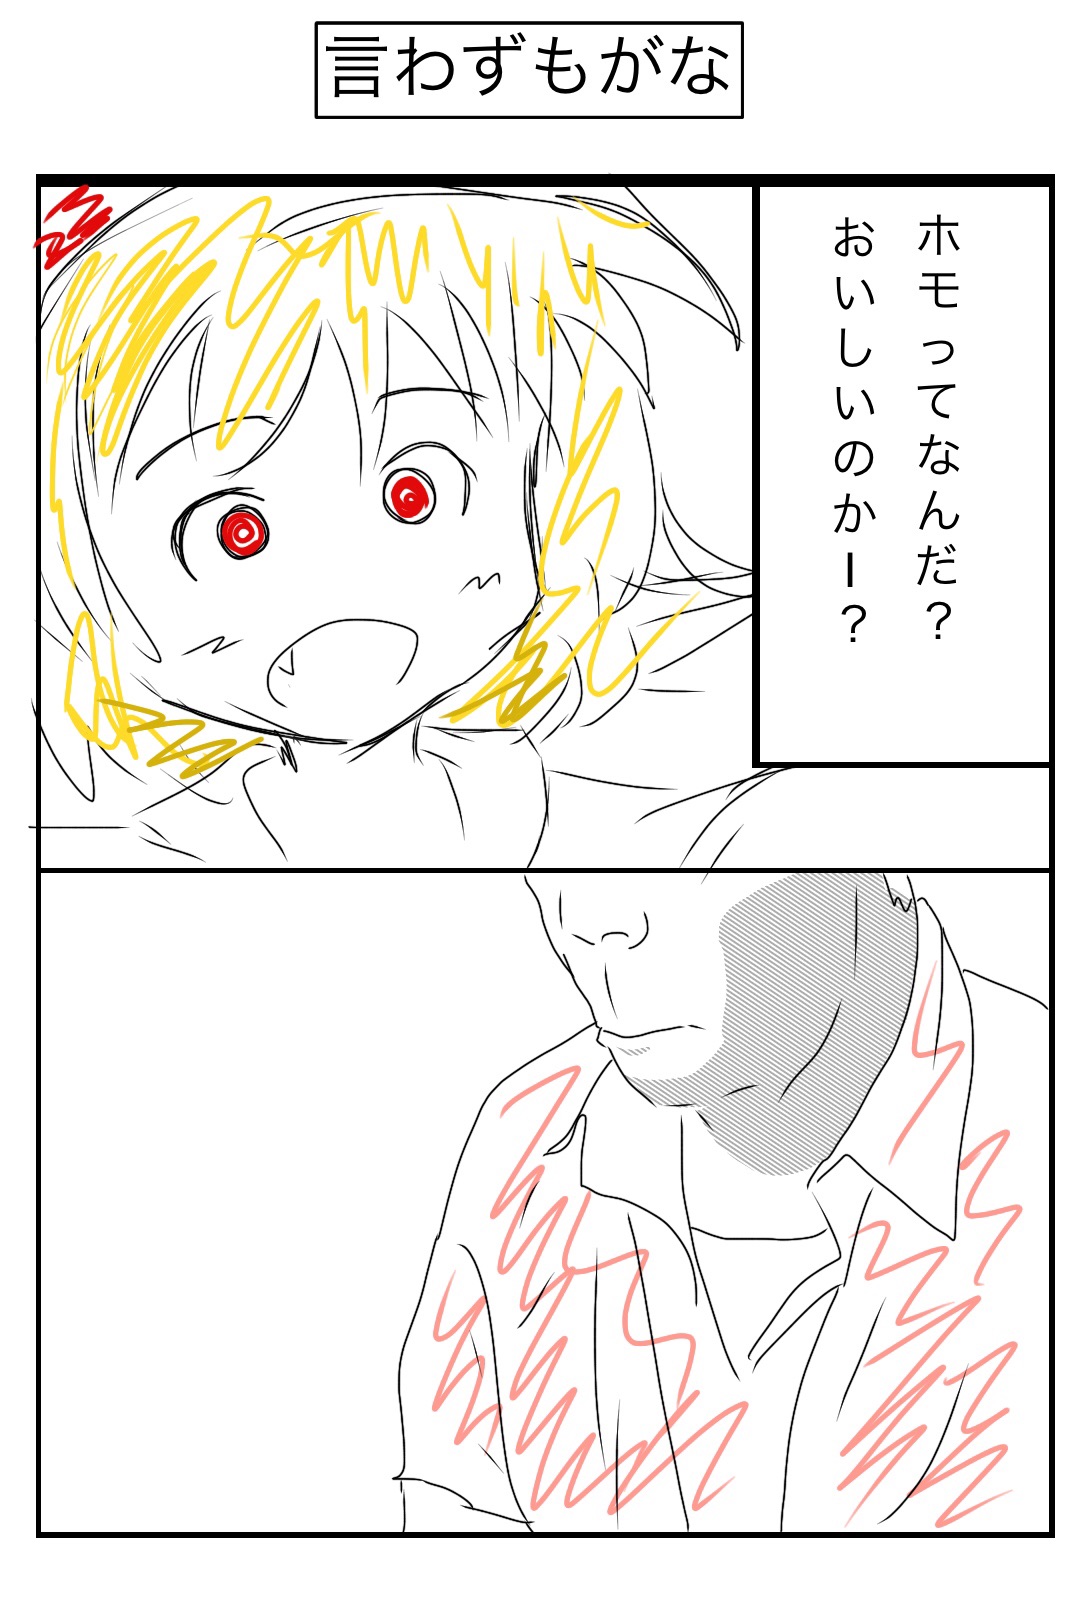 言わずもがな
ホモってなんだ？
おいしいのかー？